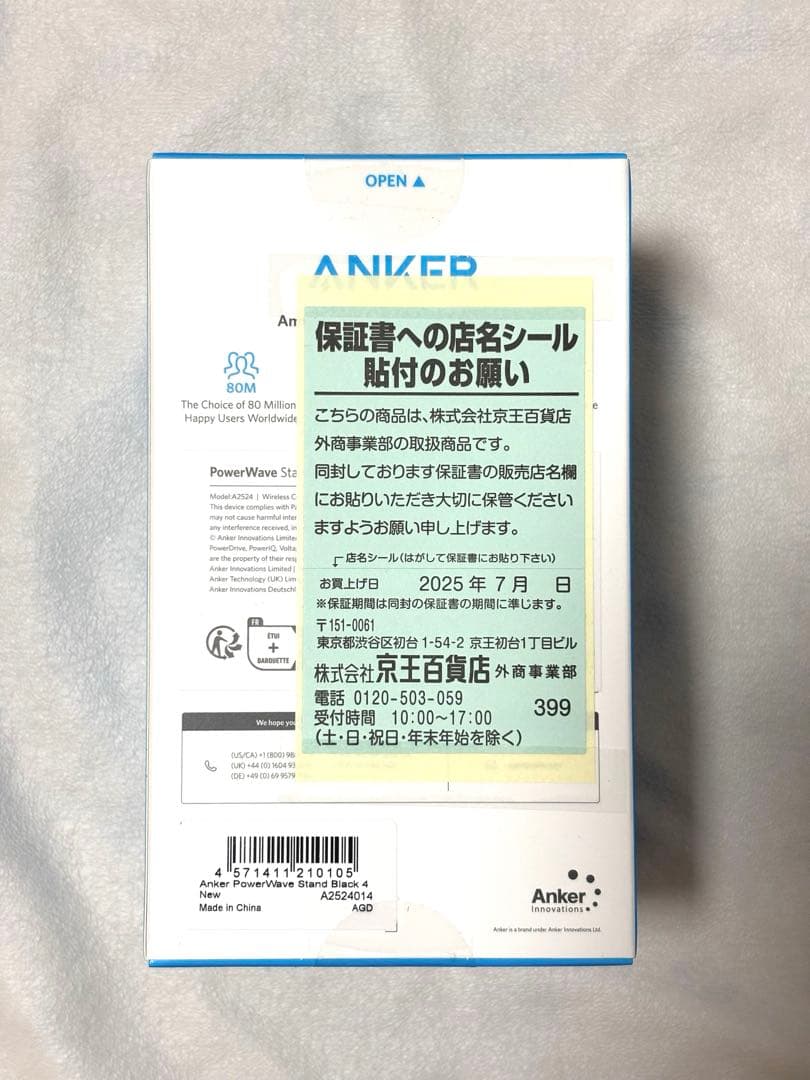 OPEN ▲
ANKER
80M
The Choice of 80 Million
Happy Users Worldwide
PowerWave
Model:A2524 | Wireless
This device complies with
may not cause harmful
any interference received,
© Anker Innovations
PowerDrive, PowerIQ,
are the property of their
Anker Innovations Limited |
Anker Technology (UK)
Anker Innovations
FR
ÉTUI
+
BARQUETTE
We hope
(US/CA) +1 (800)
(UK) +44 (0) 1604
(DE) +49 (0) 69
保証書への店名シール
貼付のお願い
こちらの商品は、株式会社京王百貨店
外商事業部の取扱商品です。
同封しております保証書の販売店名欄
にお貼りいただき大切に保管ください
ますようお願い申し上げます。
店名シール(はがして保証書にお貼り下さい)
お買上げ日 2025年7月 日
※保証期間は同封の保証書の期間に準じます。
〒151-0061
東京都渋谷区初台1-54-2 京王初台1丁目ビル
株式会社京王百貨店 外商事業部
電話 0120-503-059
受付時間 10:00〜17:00 399
(土・日・祝日・年末年始を除く)
4 571411 210105
Anker PowerWave Stand Black 4
New A2524014
Made in China AGD
Anker
Innovations
Anker is a brand under Anker Innovations Ltd.